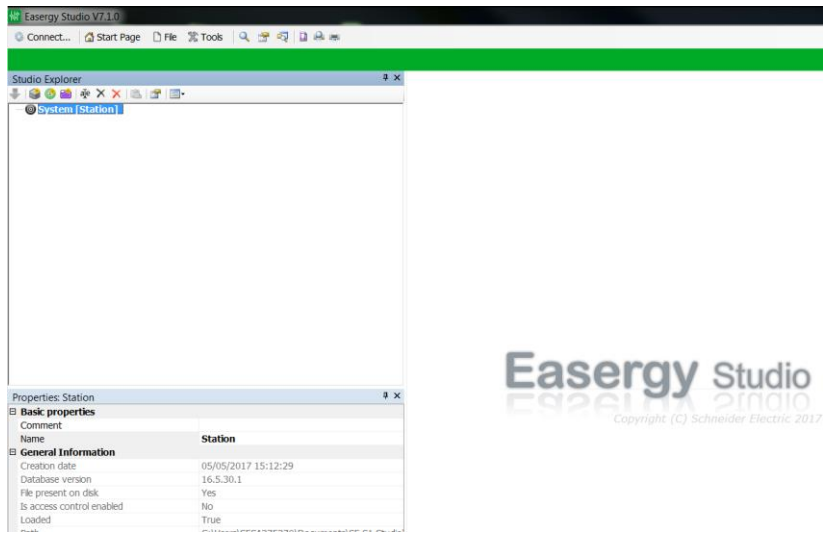 Easergy Studio V7.1.0
Connect... Start Page File Tools
Studio Explorer
System [Station]
Properties: Station
Basic properties
Comment
Name Station
General Information
Creation date 05/05/2017 15:12:29
Database version 16.5.30.1
File present on disk Yes
Is access control enabled No
Loaded True
Easergy Studio
Copyright (C) Schneider Electric 2017